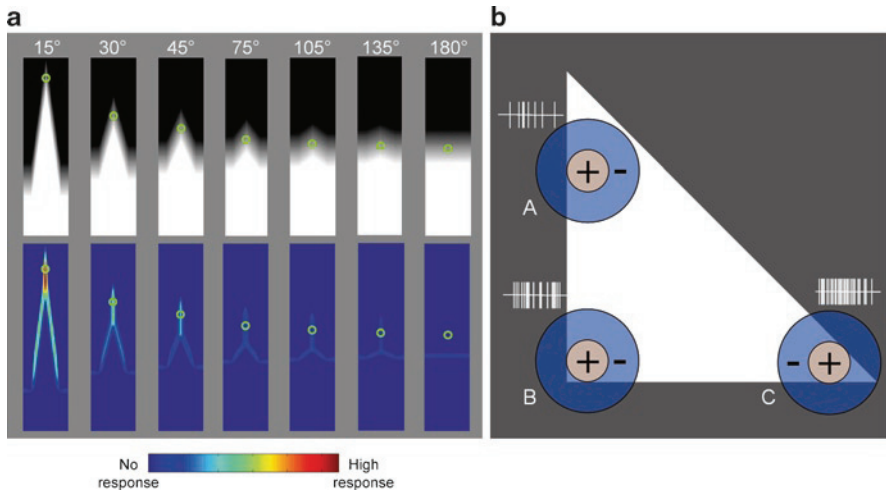 a
15° 30° 45° 75° 105° 135° 180°
No response
High response
b
+ -
A
+ -
B
- +
C